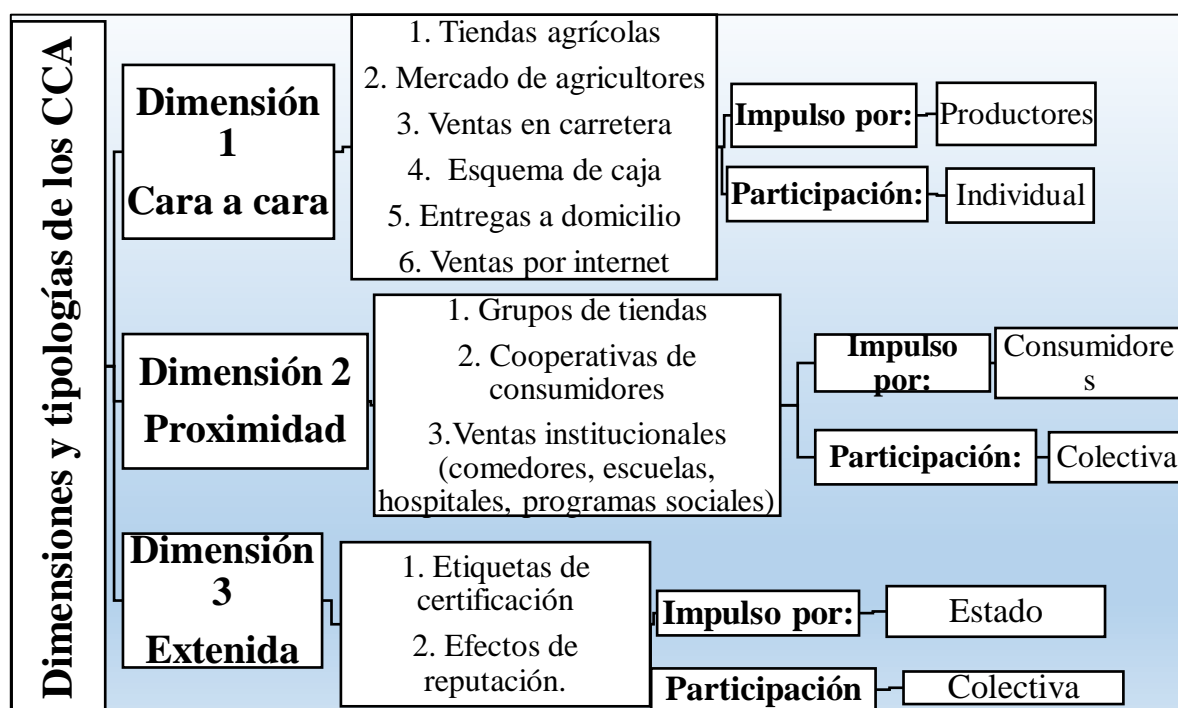 Dimensiones y tipologías de los CCA
Dimensión
1
Cara a cara
1. Tiendas agrícolas
2. Mercado de agricultores
3. Ventas en carretera
4. Esquema de caja
5. Entregas a domicilio
6. Ventas por internet
Impulso por:
Productores
Participación:
Individual
Dimensión 2
Proximidad
1. Grupos de tiendas
2. Cooperativas de
consumidores
3.Ventas institucionales
(comedores, escuelas,
hospitales, programas sociales)
Impulso
por:
Consumidore
s
Participación:
Colectiva
Dimensión
3
Extenida
1. Etiquetas de
certificación
2. Efectos de
reputación.
Impulso por:
Estado
Participación
Colectiva